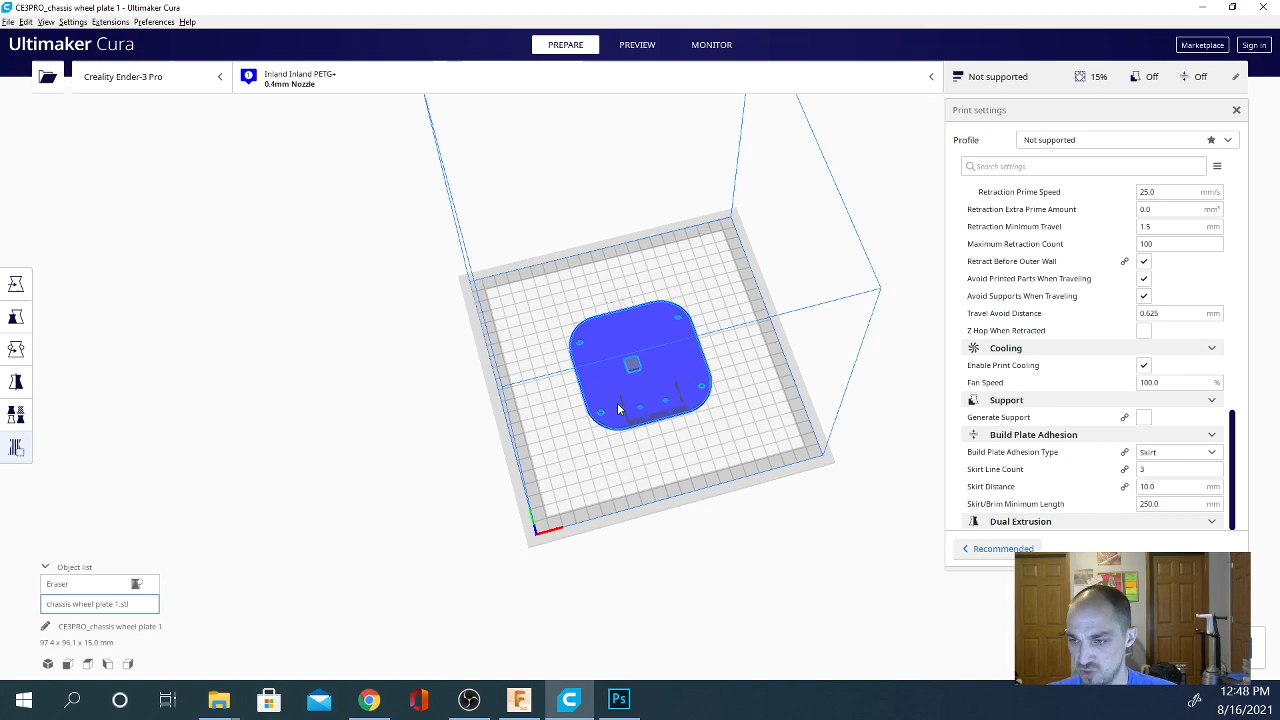 CE3PRO_chassis wheel plate 1 - Ultimaker Cura
File Edit View Settings Extensions Preferences Help
Ultimaker Cura
PREPARE
PREVIEW
MONITOR
Marketplace
Sign in
Creality Ender-3 Pro
1
Inland Inland PETG+
0.4mm Nozzle
Not supported
15%
Off
Off
Print settings
Profile
Not supported
Search settings
Retraction Prime Speed 25.0 mm/s
Retraction Extra Prime Amount 0.0 mm³
Retraction Minimum Travel 1.5 mm
Maximum Retraction Count 100
Retract Before Outer Wall
Avoid Printed Parts When Traveling
Avoid Supports When Traveling
Travel Avoid Distance 0.625 mm
Z Hop When Retracted
Cooling
Enable Print Cooling
Fan Speed 100.0 %
Support
Generate Support
Build Plate Adhesion
Build Plate Adhesion Type Skirt
Skirt Line Count 3
Skirt Distance 10.0 mm
Skirt/Brim Minimum Length 250.0 mm
Dual Extrusion
Recommended
Object list
Eraser
chassis wheel plate 1.stl
CE3PRO_chassis wheel plate 1
97.4 x 96.1 x 15.0 mm
Ps
2:48 PM
8/16/2021